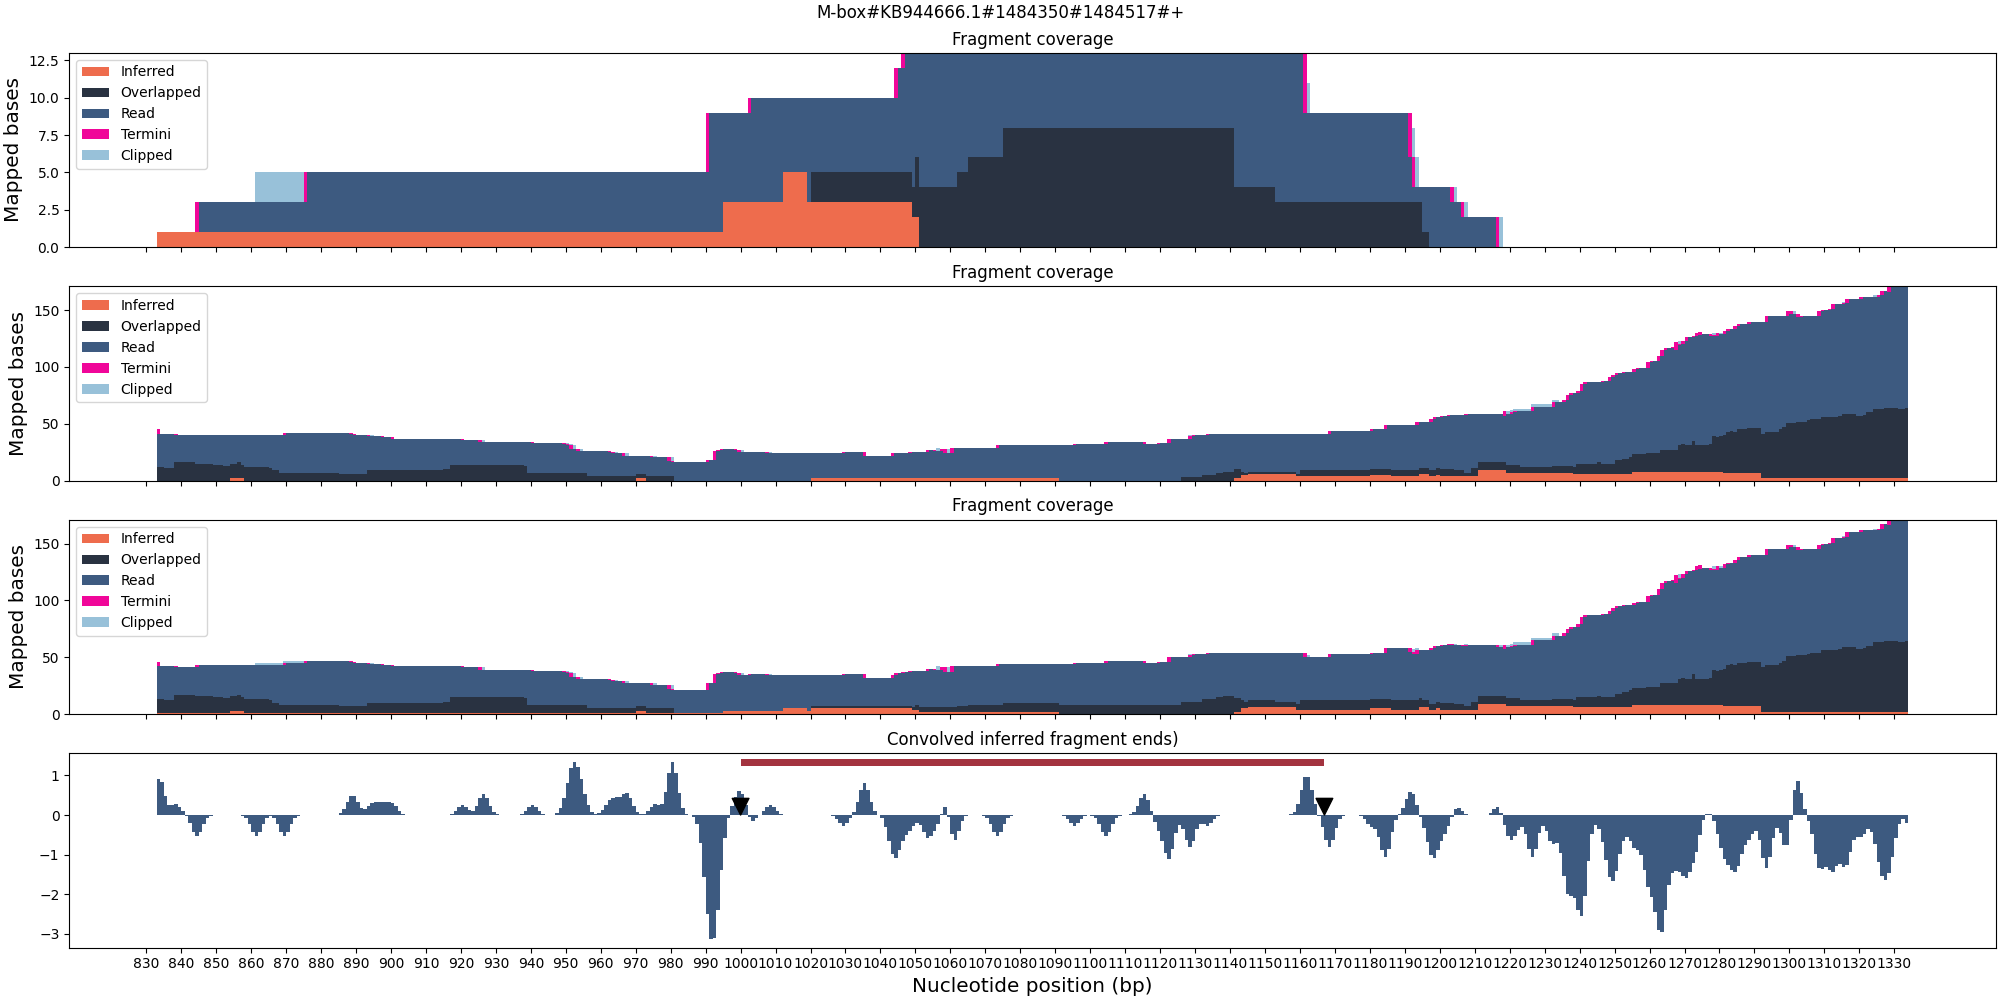 M-box#KB944666.1#1484350#1484517#+
Fragment coverage
12.5
10.0
7.5
5.0
2.5
0.0
Mapped bases
Inferred
Overlapped
Read
Termini
Clipped
Fragment coverage
150
100
50
0
Mapped bases
Inferred
Overlapped
Read
Termini
Clipped
Fragment coverage
150
100
50
0
Mapped bases
Inferred
Overlapped
Read
Termini
Clipped
Convolved inferred fragment ends)
1
0
−1
−2
−3
830 840 850 860 870 880 890 900 910 920 930 940 950 960 970 980 990 1000 1010 1020 1030 1040 1050 1060 1070 1080 1090 1100 1110 1120 1130 1140 1150 1160 1170 1180 1190 1200 1210 1220 1230 1240 1250 1260 1270 1280 1290 1300 1310 1320 1330
Nucleotide position (bp)